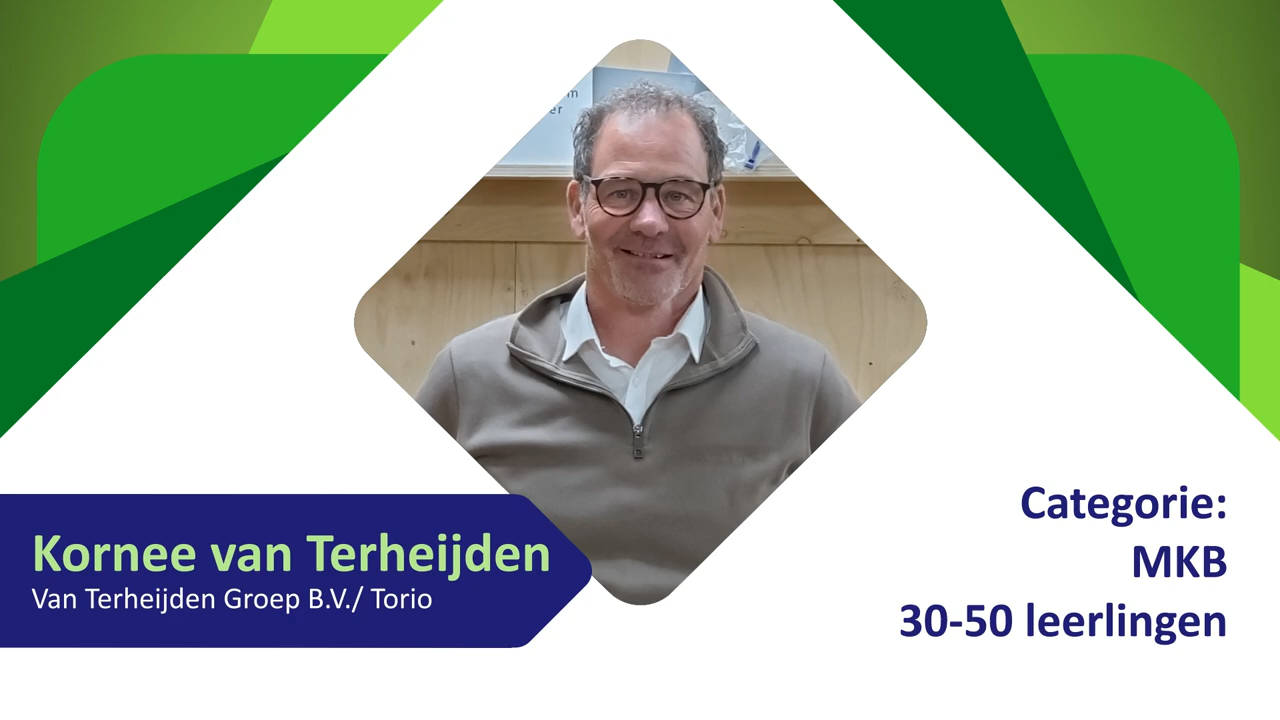 Kornee van Terheijden
Van Terheijden Groep B.V./ Torio
Categorie:
MKB
30-50 leerlingen